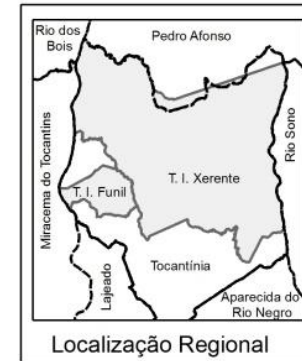 Rio dos
Bois
Pedro Afonso
Rio Sono
Miracema do Tocantins
T. I. Xerente
T. I. Funil
Tocantínia
Lajeado
Aparecida do
Rio Negro
Localização Regional